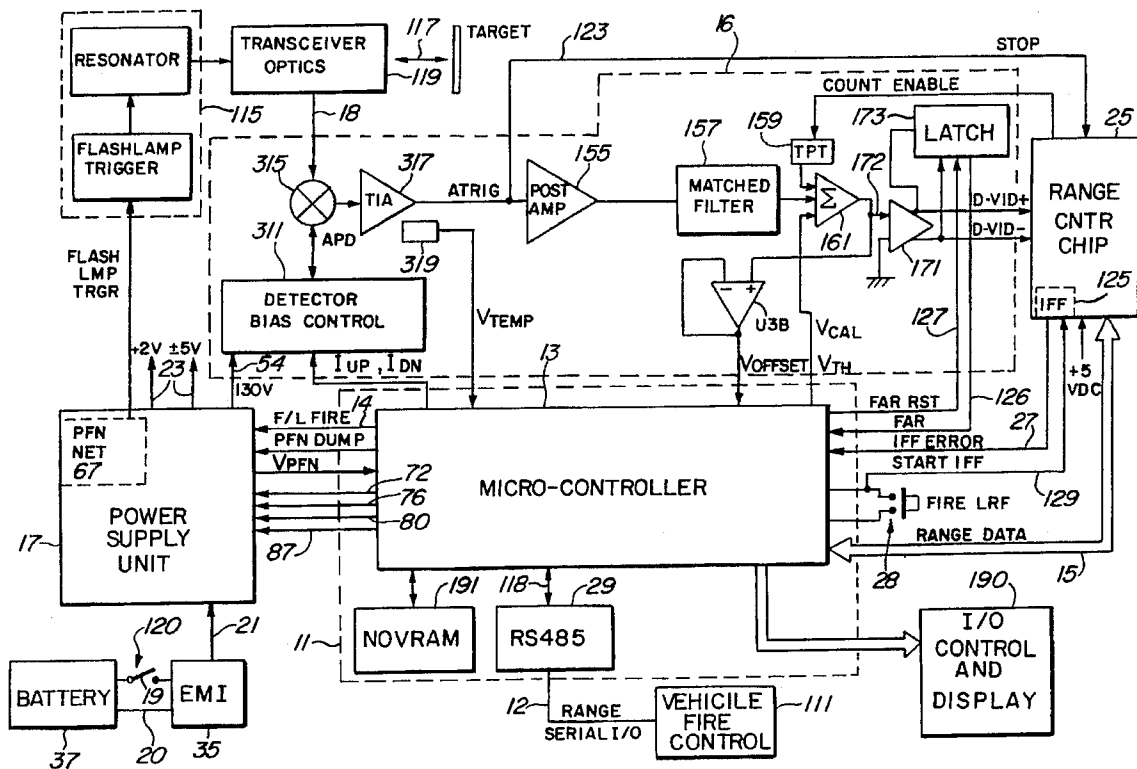 115
RESONATOR
FLASHLAMP
TRIGGER
TRANSCEIVER
OPTICS
117
119
TARGET
18
123
16
STOP
COUNT ENABLE
315
APD
317
TIA
ATRIG
319
155
POST
AMP
157
MATCHED
FILTER
159
TPT
Σ
161
172
171
173
LATCH
D-VID+
D-VID-
25
RANGE
CNTR
CHIP
125
IFF
+5
VDC
311
DETECTOR
BIAS CONTROL
VTEMP
- +
U3B
VCAL
VOFFSET
VTH
127
126
FLASH
LMP
TRGR
+2V
±5V
23
54
130V
IUP, IDN
13
MICRO-CONTROLLER
F/L FIRE
14
PFN DUMP
VPFN
72
76
80
87
PFN
NET
67
POWER
SUPPLY
UNIT
17
FAR RST
FAR
IFF ERROR
27
START IFF
129
FIRE LRF
28
RANGE DATA
15
21
120
BATTERY
37
19
20
EMI
35
11
191
NOVRAM
118
29
RS485
12
RANGE
SERIAL I/O
VEHICILE
FIRE
CONTROL
111
190
I/O
CONTROL
AND
DISPLAY